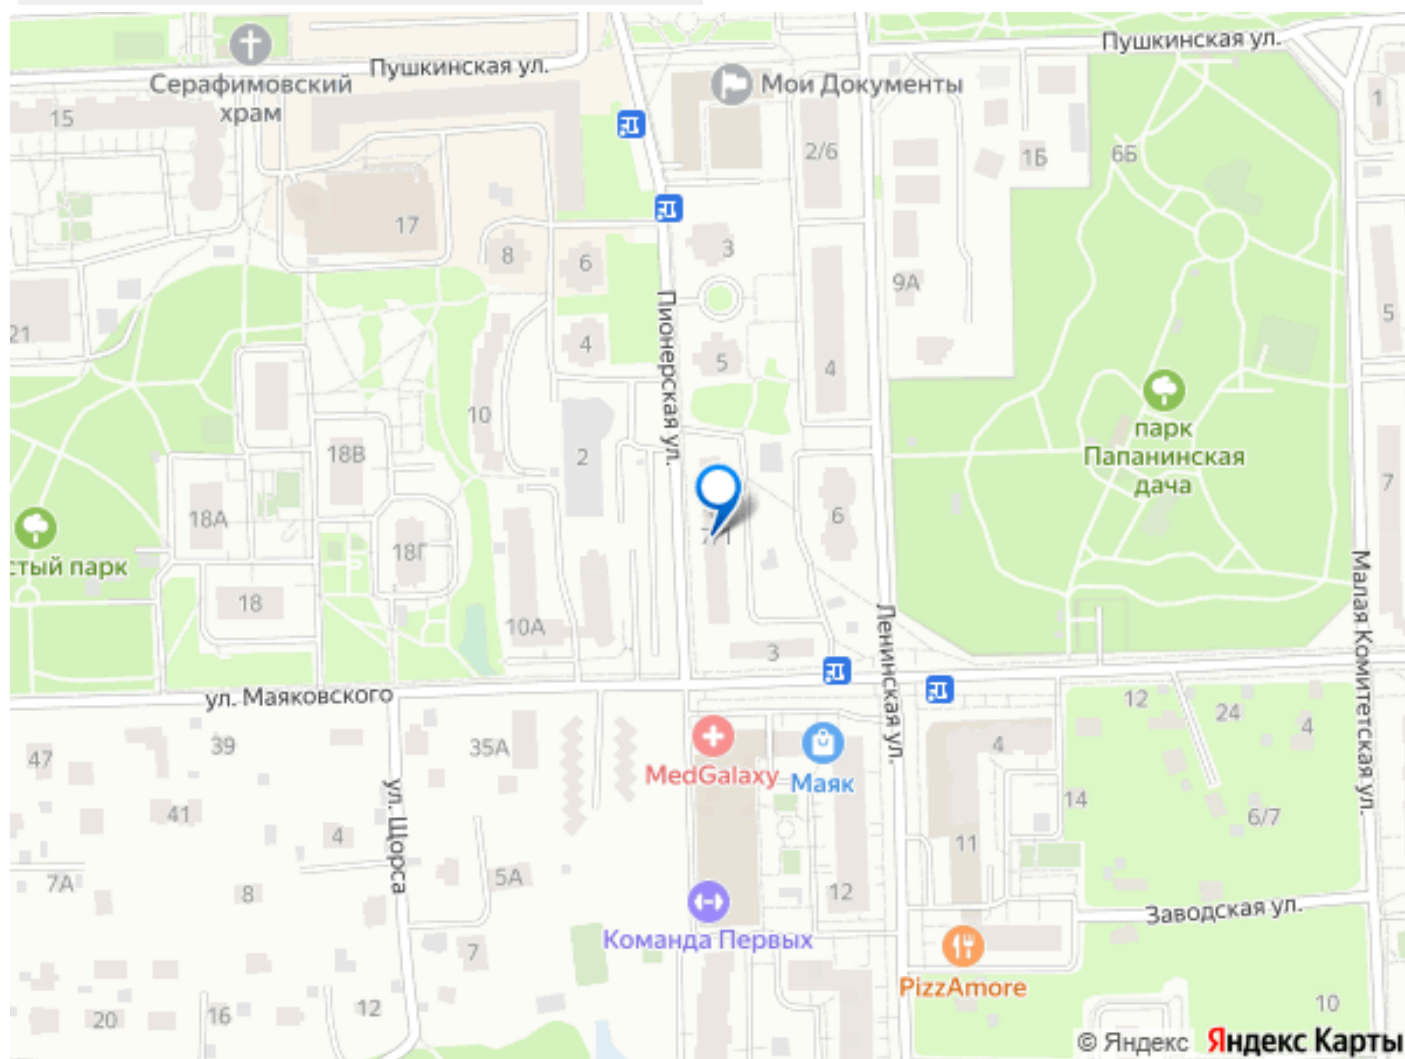 Пушкинская ул.
Пушкинская ул.
Серафимовский
храм
Мои Документы
15
1
2/6
1Б
6Б
17
3
8
6
9А
21
5
4
5
4
Пионерская ул.
10
парк
Папанинская
дача
18В
2
7
18А
6
7/1
18Г
стый парк
18
10А
3
Ленинская ул.
Малая Комитетская ул.
ул. Маяковского
12
24
4
39
35А
4
47
MedGalaxy
Маяк
ул. Щорса
14
6/7
41
4
11
7А
8
5А
12
Заводская ул.
Команда Первых
7
PizzAmore
20
16
12
10
© Яндекс Яндекс Карты